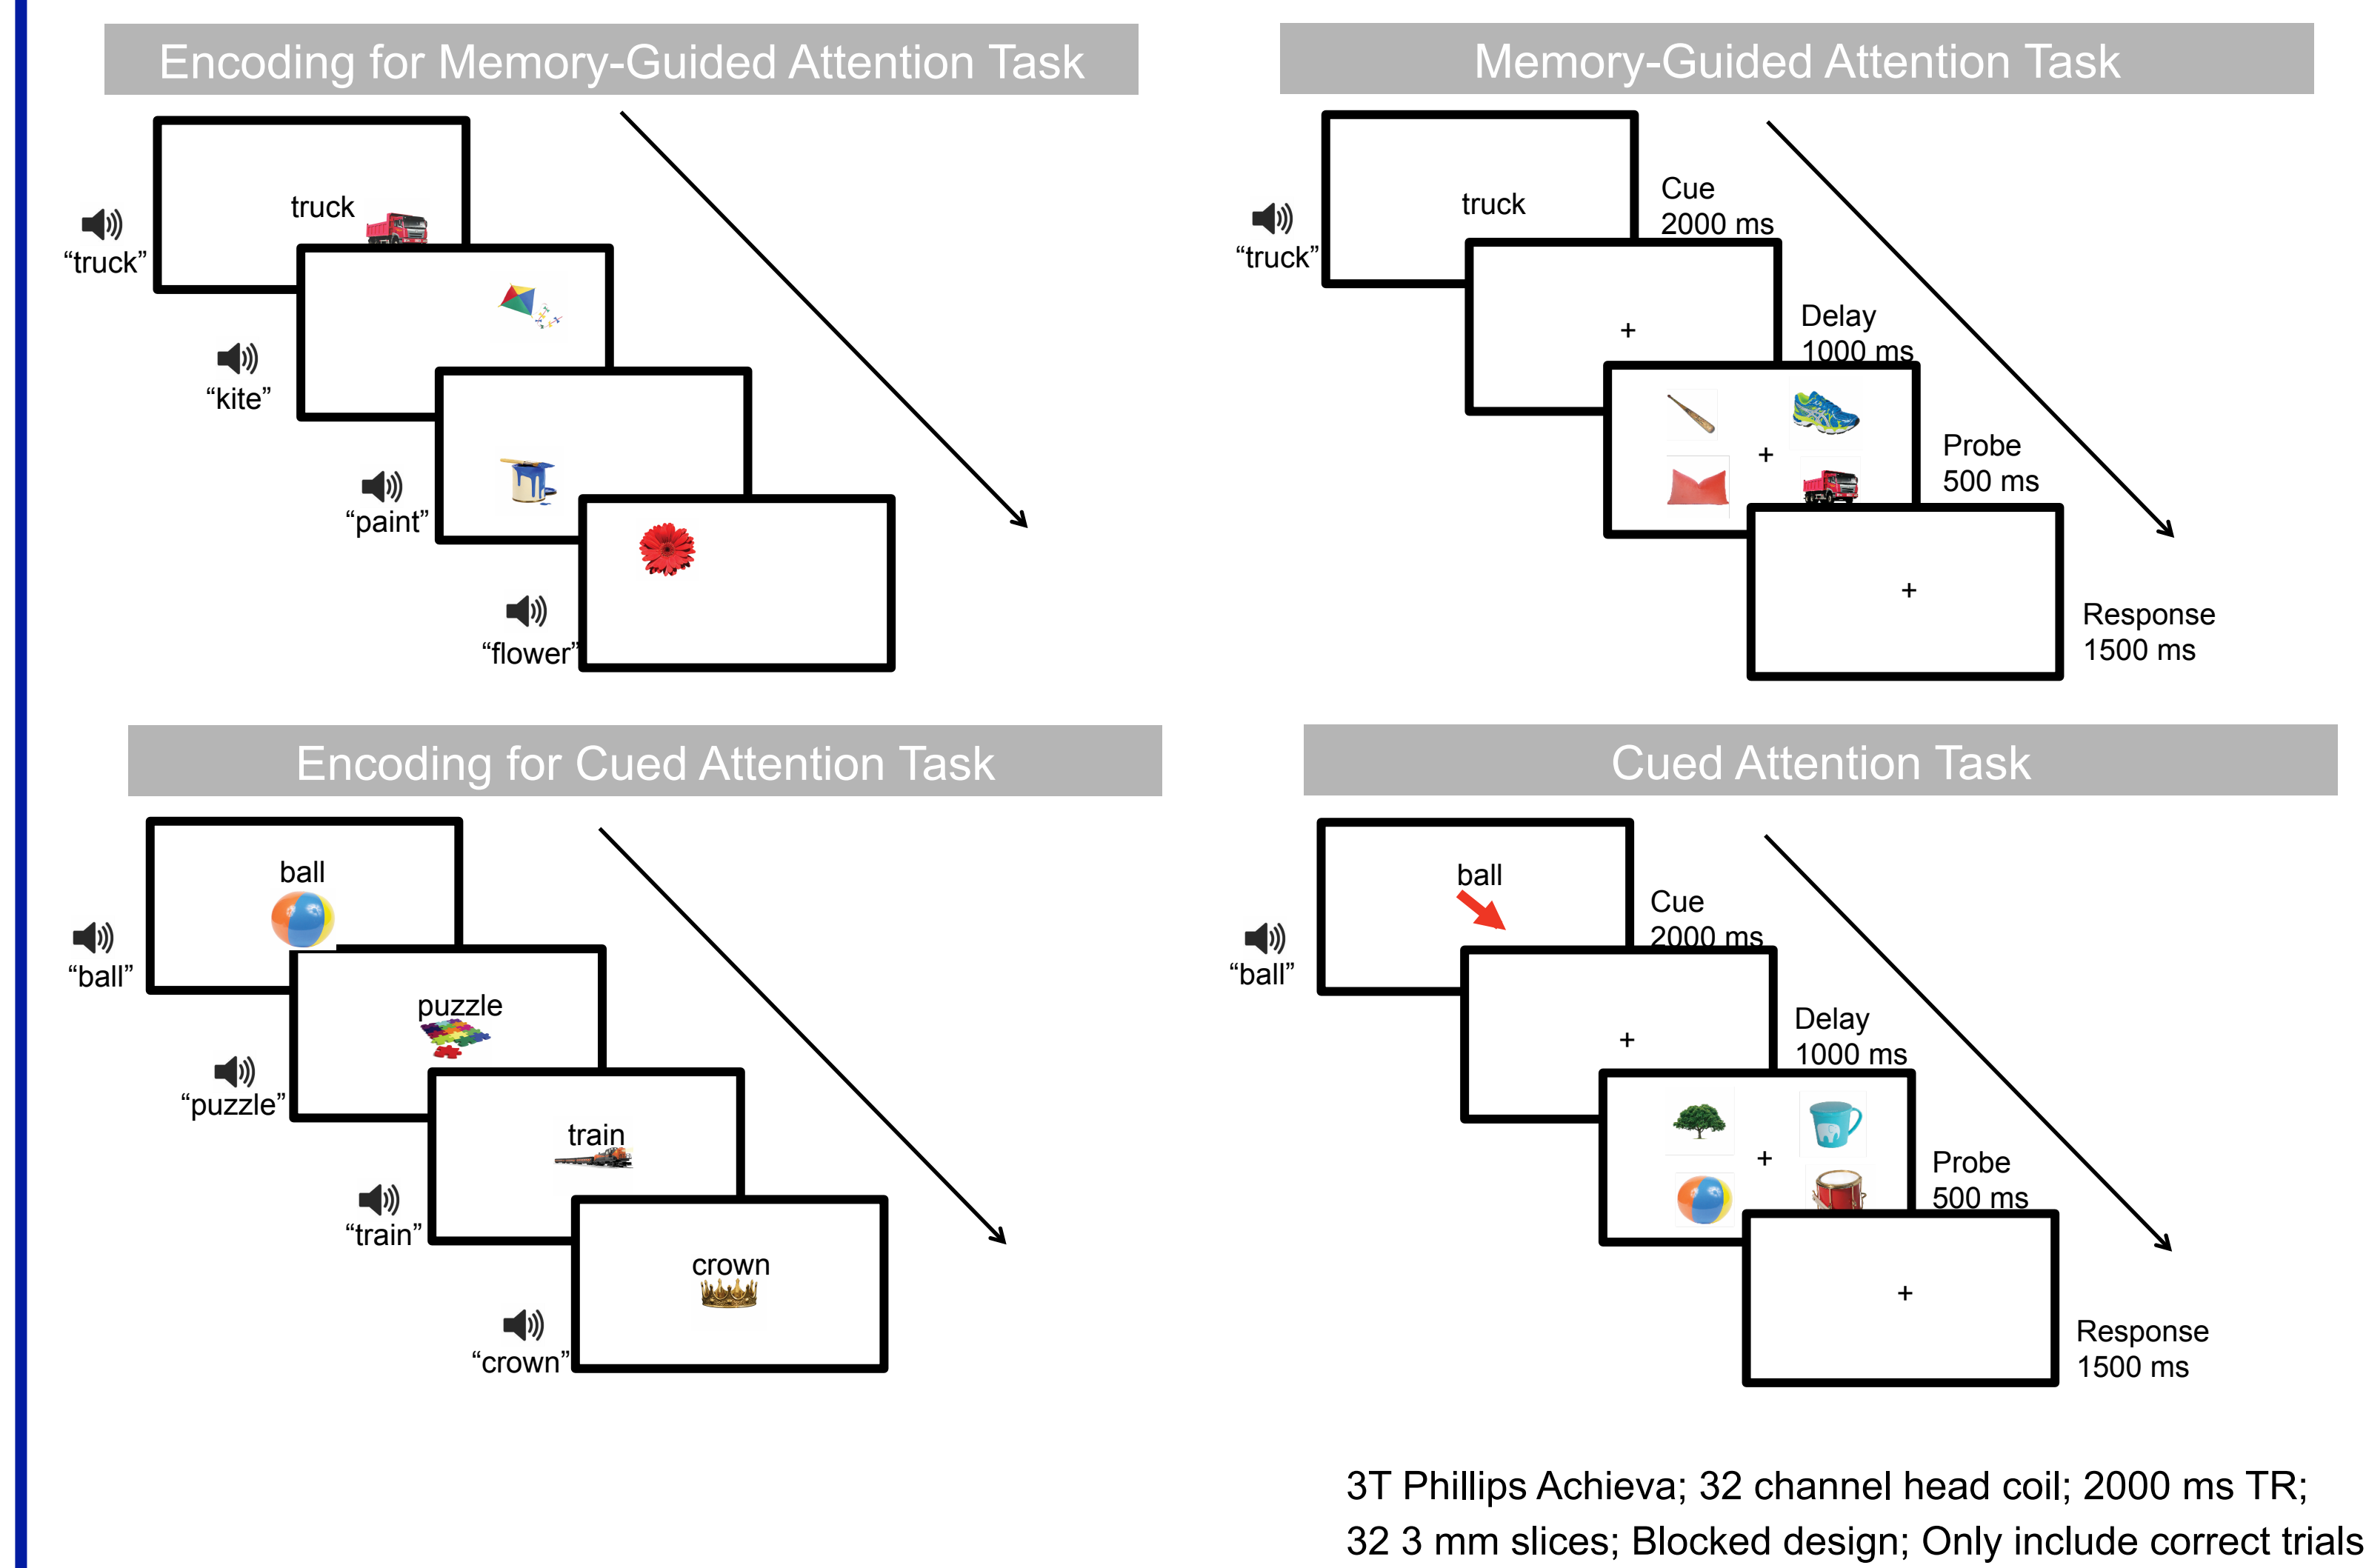 Encoding for Memory-Guided Attention Task
truck
“truck”
“kite”
“paint”
“flower”
Memory-Guided Attention Task
truck
“truck”
Cue
2000 ms
+
Delay
1000 ms
+
Probe
500 ms
+
Response
1500 ms
Encoding for Cued Attention Task
ball
“ball”
puzzle
“puzzle”
train
“train”
crown
“crown”
Cued Attention Task
ball
“ball”
Cue
2000 ms
+
Delay
1000 ms
+
Probe
500 ms
+
Response
1500 ms
3T Phillips Achieva; 32 channel head coil; 2000 ms TR;
32 3 mm slices; Blocked design; Only include correct trials